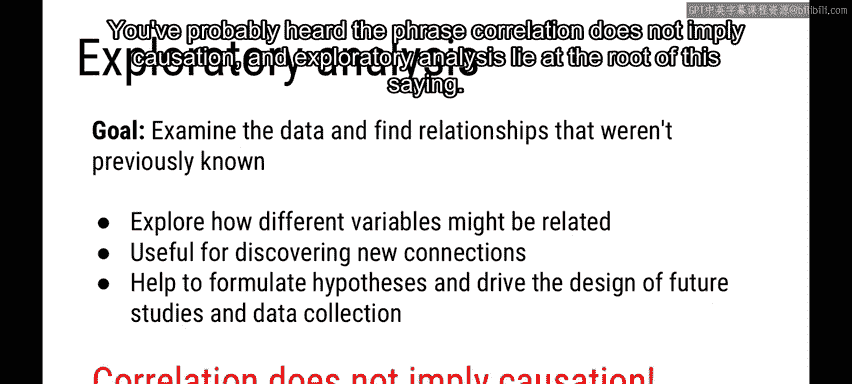 GPT中英字幕课程资源@bilibili.com
You've probably heard the phrase correlation does not imply
causation, and exploratory analysis lie at the root of this
saying.
Exploratory analysis
Goal: Examine the data and find relationships that weren't
previously known
● Explore how different variables might be related
● Useful for discovering new connections
● Help to formulate hypotheses and drive the design of future
studies and data collection
Correlation does not imply causation!